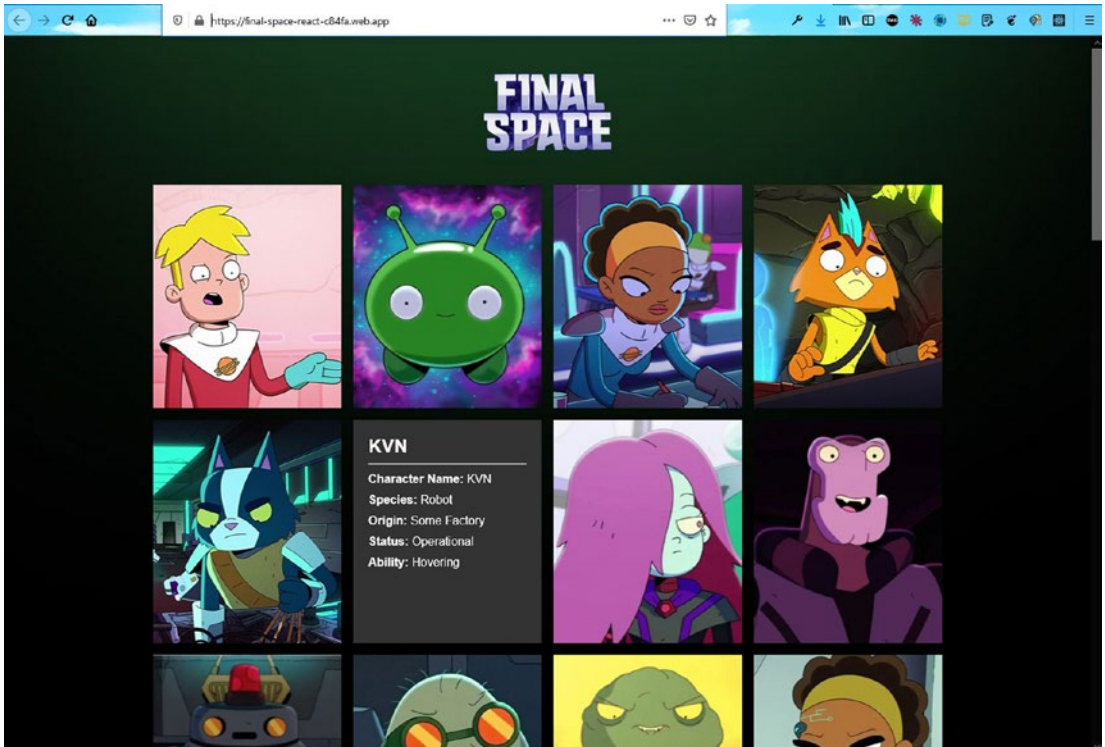 https://final-space-react-c84fa.web.app
FINAL
SPACE
KVN
Character Name: KVN
Species: Robot
Origin: Some Factory
Status: Operational
Ability: Hovering